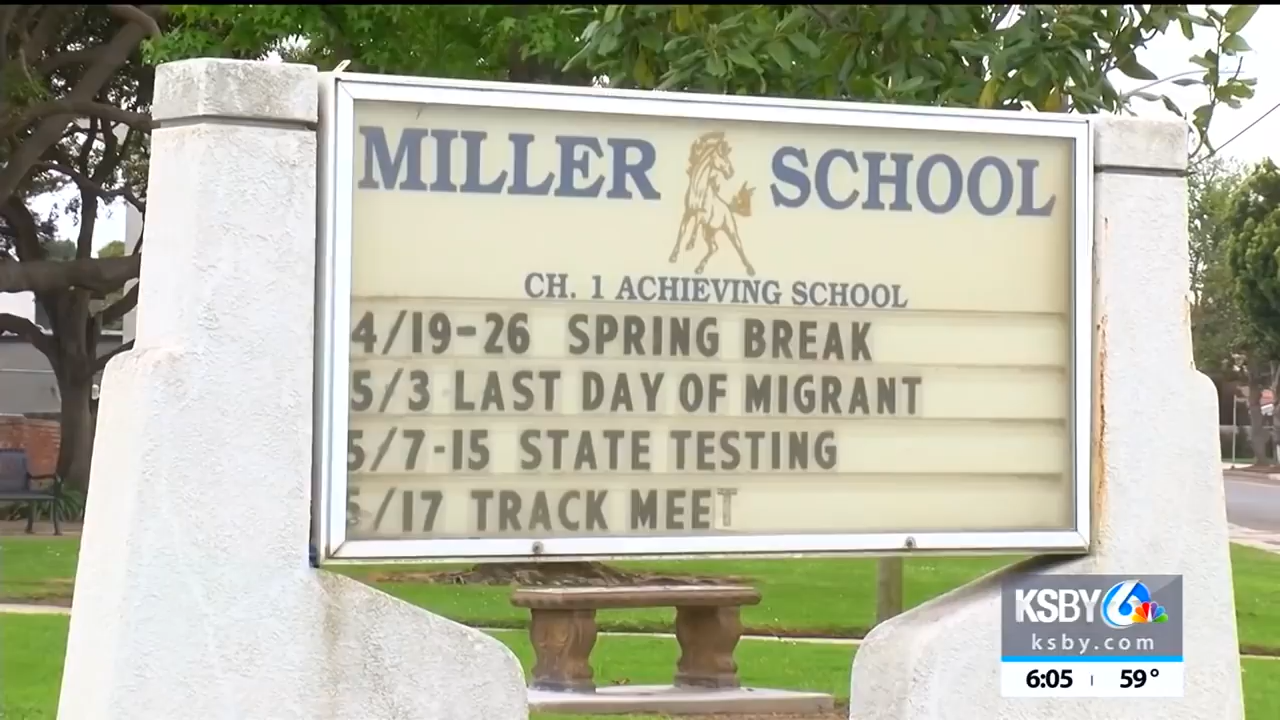 MILLER SCHOOL
CH. 1 ACHIEVING SCHOOL
4/19-26 SPRING BREAK
5/3 LAST DAY OF MIGRANT
5/7-15 STATE TESTING
5/17 TRACK MEET
KSBY 6
ksby.com
6:05 59°